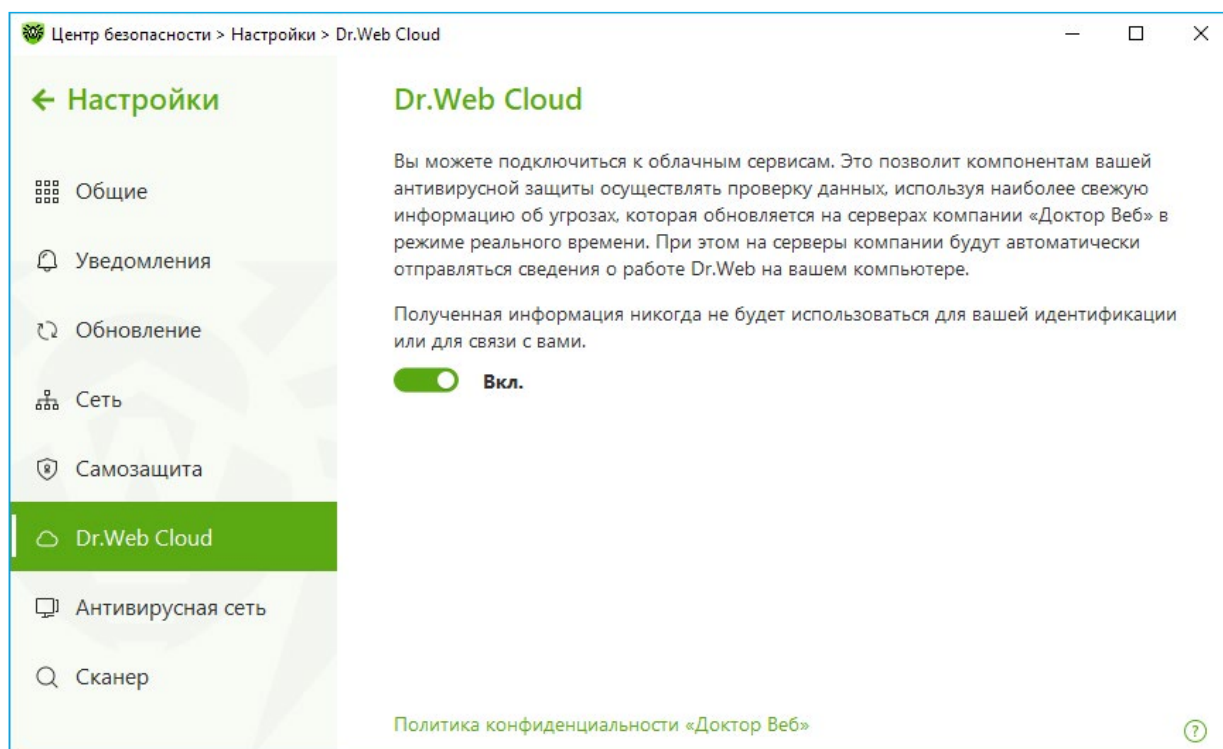 Центр безопасности > Настройки > Dr.Web Cloud
Настройки
Общие
Уведомления
Обновление
Сеть
Самозащита
Dr.Web Cloud
Антивирусная сеть
Сканер
Dr.Web Cloud
Вы можете подключиться к облачным сервисам. Это позволит компонентам вашей
антивирусной защиты осуществлять проверку данных, используя наиболее свежую
информацию об угрозах, которая обновляется на серверах компании «Доктор Веб» в
режиме реального времени. При этом на серверы компании будут автоматически
отправляться сведения о работе Dr.Web на вашем компьютере.
Полученная информация никогда не будет использоваться для вашей идентификации
или для связи с вами.
Вкл.
Политика конфиденциальности «Доктор Веб»
?